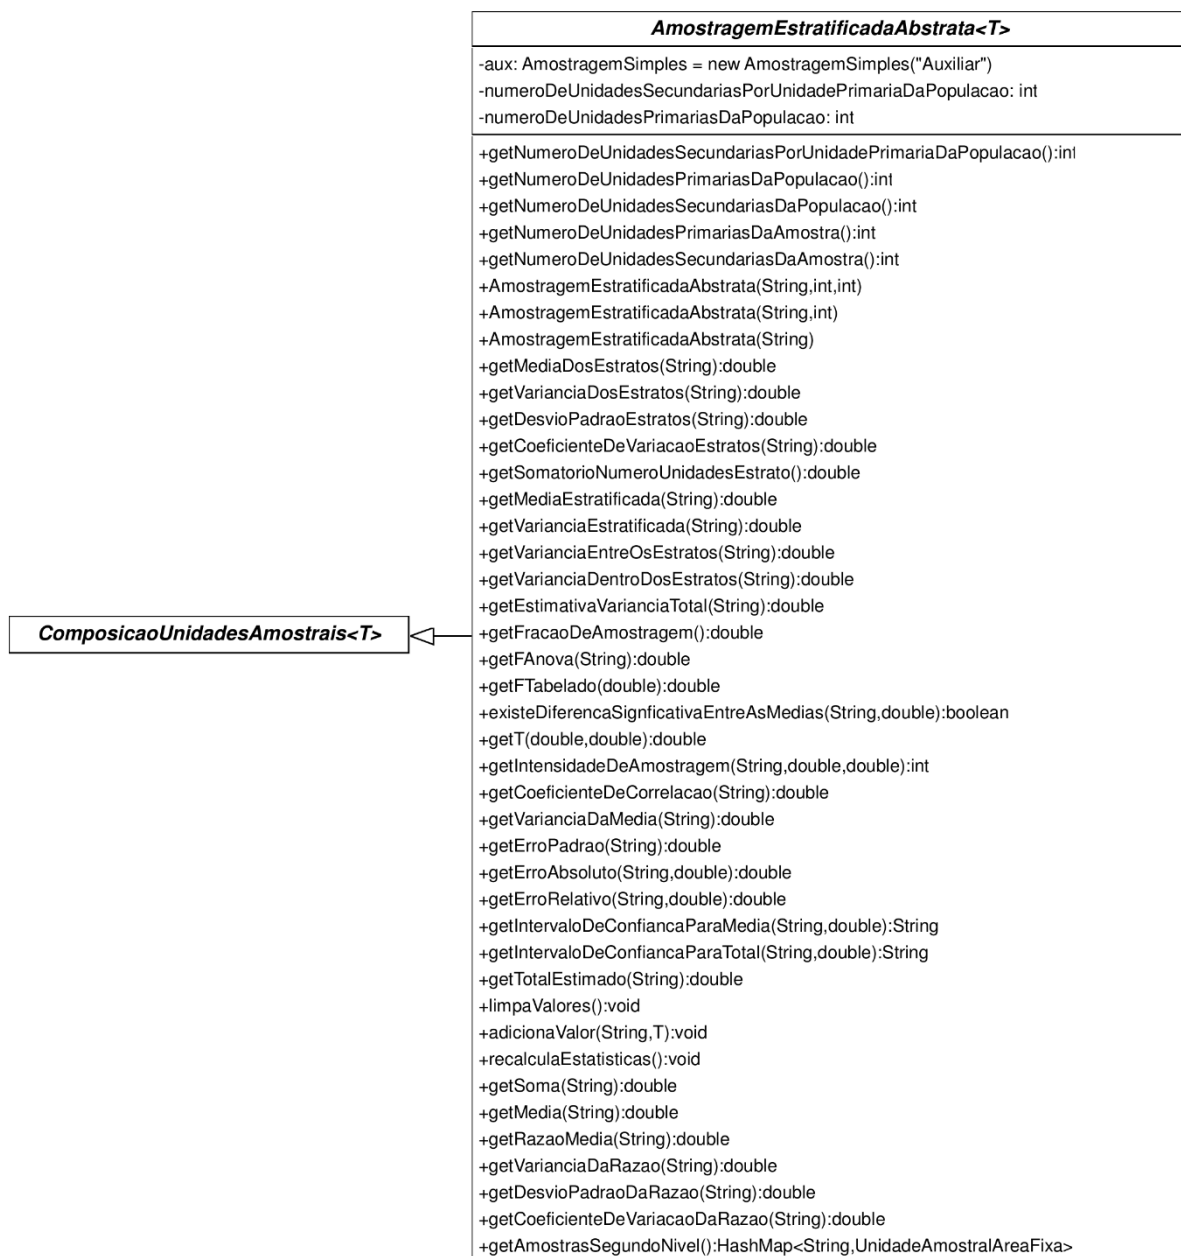 AmostragemEstratificadaAbstrata<T>
-aux: AmostragemSimples = new AmostragemSimples("Auxiliar")
-numeroDeUnidadesSecundariasPorUnidadePrimariaDaPopulacao: int
-numeroDeUnidadesPrimariasDaPopulacao: int
+getNumeroDeUnidadesSecundariasPorUnidadePrimariaDaPopulacao():int
+getNumeroDeUnidadesPrimariasDaPopulacao():int
+getNumeroDeUnidadesSecundariasDaPopulacao():int
+getNumeroDeUnidadesPrimariasDaAmostra():int
+getNumeroDeUnidadesSecundariasDaAmostra():int
+AmostragemEstratificadaAbstrata(String,int,int)
+AmostragemEstratificadaAbstrata(String,int)
+AmostragemEstratificadaAbstrata(String)
+getMediaDosEstratos(String):double
+getVarianciaDosEstratos(String):double
+getDesvioPadraoEstratos(String):double
+getCoeficienteDeVariacaoEstratos(String):double
+getSomatorioNumeroUnidadesEstrato():double
+getMediaEstratificada(String):double
+getVarianciaEstratificada(String):double
+getVarianciaEntreOsEstratos(String):double
+getVarianciaDentroDosEstratos(String):double
+getEstimativaVarianciaTotal(String):double
ComposicaoUnidadesAmostrais<T>
+getFracaoDeAmostragem():double
+getFAnova(String):double
+getFTabelado(double):double
+existeDiferencaSignficativaEntreAsMedias(String,double):boolean
+getT(double,double):double
+getIntensidadeDeAmostragem(String,double,double):int
+getCoeficienteDeCorrelacao(String):double
+getVarianciaDaMedia(String):double
+getErroPadrao(String):double
+getErroAbsoluto(String,double):double
+getErroRelativo(String,double):double
+getIntervaloDeConfiancaParaMedia(String,double):String
+getIntervaloDeConfiancaParaTotal(String,double):String
+getTotalEstimado(String):double
+limpaValores():void
+adicionaValor(String,T):void
+recalculaEstatisticas():void
+getSoma(String):double
+getMedia(String):double
+getRazaoMedia(String):double
+getVarianciaDaRazao(String):double
+getDesvioPadraoDaRazao(String):double
+getCoeficienteDeVariacaoDaRazao(String):double
+getAmostrasSegundoNivel():HashMap<String,UnidadeAmostralAreaFixa>